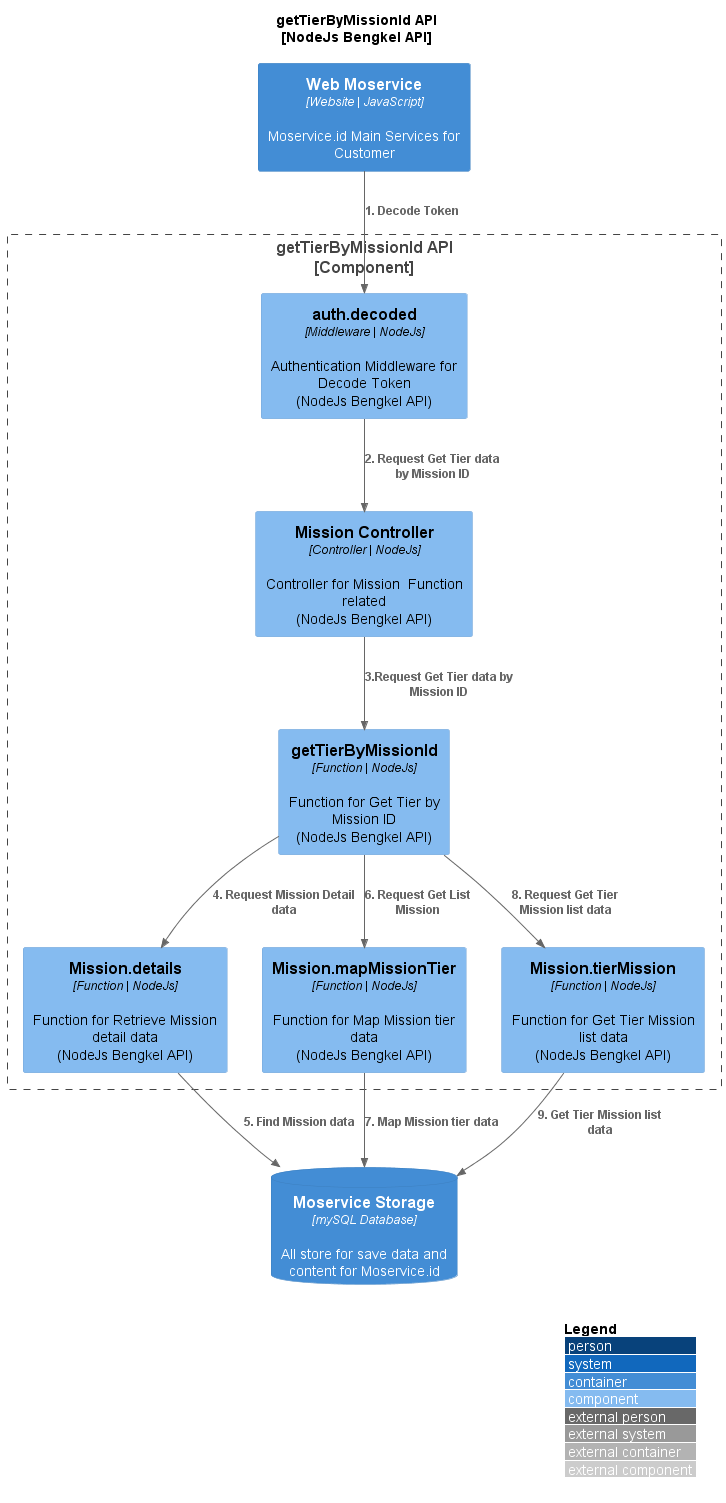 getTierByMissionId API
[NodeJs Bengkel API]
Web Moservice
[Website | JavaScript]
Moservice.id Main Services for
Customer
1. Decode Token
getTierByMissionId API
[Component]
auth.decoded
[Middleware | NodeJs]
Authentication Middleware for
Decode Token
(NodeJs Bengkel API)
2. Request Get Tier data
by Mission ID
Mission Controller
[Controller | NodeJs]
Controller for Mission  Function
related
(NodeJs Bengkel API)
3.Request Get Tier data by
Mission ID
getTierByMissionId
[Function | NodeJs]
Function for Get Tier by
Mission ID
(NodeJs Bengkel API)
4. Request Mission Detail
data
6. Request Get List
Mission
8. Request Get Tier
Mission list data
Mission.details
[Function | NodeJs]
Function for Retrieve Mission
detail data
(NodeJs Bengkel API)
Mission.mapMissionTier
[Function | NodeJs]
Function for Map Mission tier
data
(NodeJs Bengkel API)
Mission.tierMission
[Function | NodeJs]
Function for Get Tier Mission
list data
(NodeJs Bengkel API)
5. Find Mission data
7. Map Mission tier data
9. Get Tier Mission list
data
Moservice Storage
[mySQL Database]
All store for save data and
content for Moservice.id
Legend
person
system
container
component
external person
external system
external container
external component